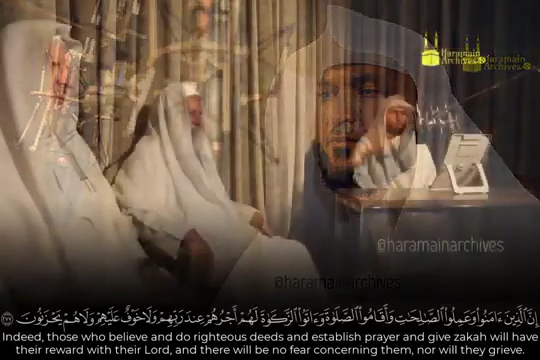 Haramain
Archives
Haramain
Archives
@haramainarchives
@haramainarchives
إِنَّ ٱلَّذِينَ ءَامَنُوا۟ وَعَمِلُوا۟ ٱلصَّـٰلِحَـٰتِ وَأَقَامُوا۟ ٱلصَّلَوٰةَ وَءَاتَوُا۟ ٱلزَّكَوٰةَ لَهُمْ أَجْرُهُمْ عِندَ رَبِّهِمْ وَلَا خَوْفٌ عَلَيْهِمْ وَلَا هُمْ يَحْزَنُونَ ٢٧٧
Indeed, those who believe and do righteous deeds and establish prayer and give zakah will have
their reward with their Lord, and there will be no fear concerning them, nor will they grieve.